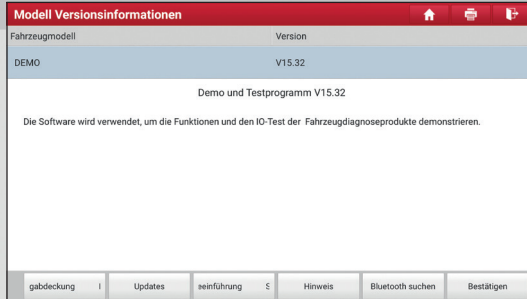 Modell Versionsinformationen
Fahrzeugmodell Version
DEMO V15.32
Demo und Testprogramm V15.32
Die Software wird verwendet, um die Funktionen und den IO-Test der Fahrzeugdiagnoseprodukte demonstrieren.
gabdeckung Updates Hinweis Bluetooth suchen Bestätigen